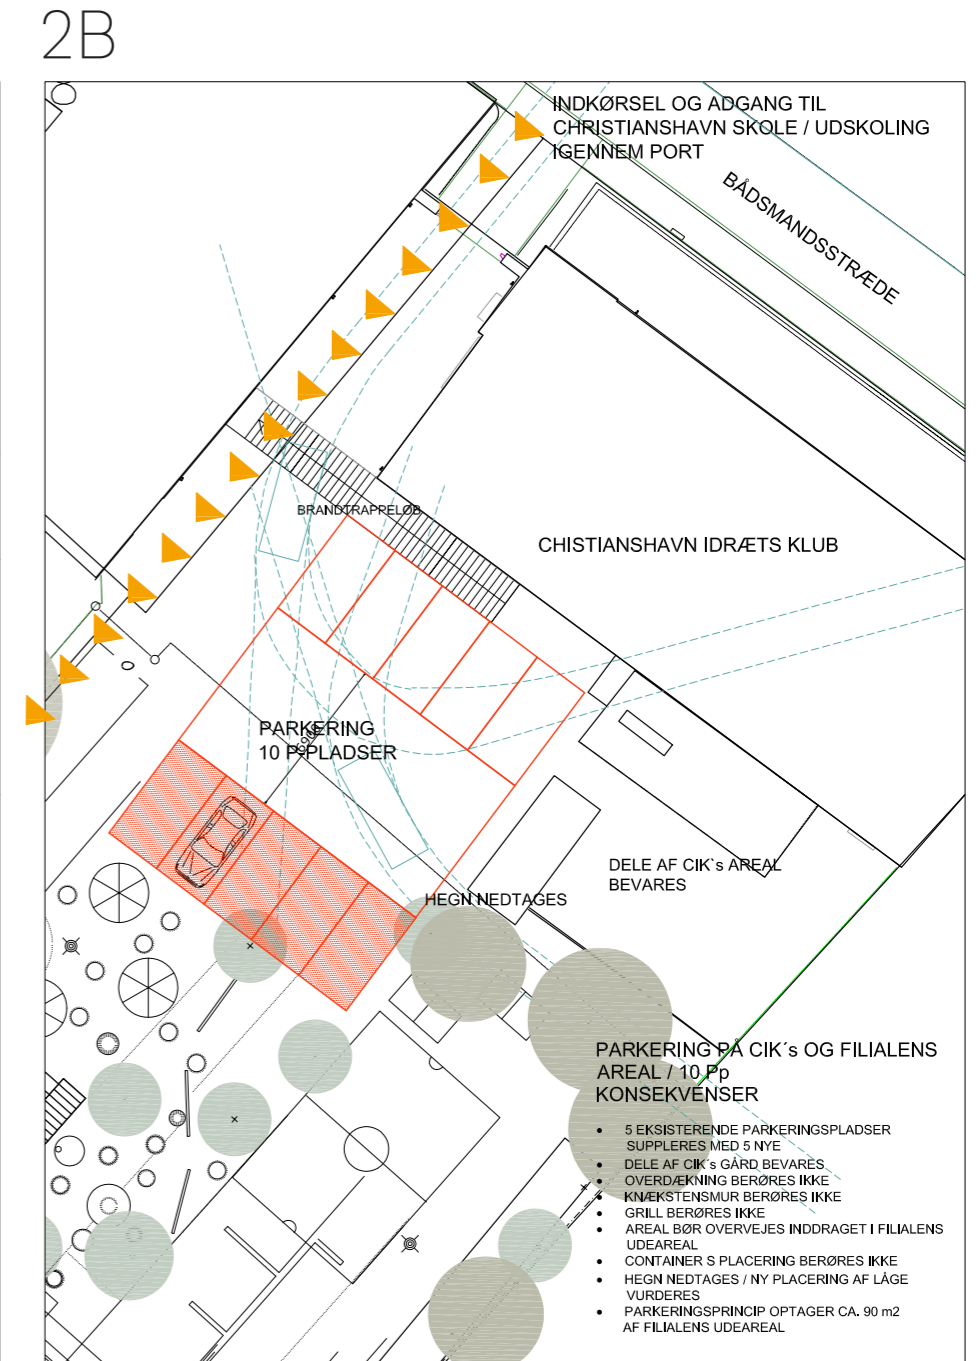 2B
INDKØRSEL OG ADGANG TIL
CHRISTIANSHAVN SKOLE / UDSKOLING
IGENNEM PORT
BÅDSMANDSSTRÆDE
BRANDTRAPPELØB
CHISTIANSHAVN IDRÆTS KLUB
PARKERING
10 P-PLADSER
DELE AF CIK`s AREAL
BEVARES
HEGN NEDTAGES
PARKERING PÅ CIK´s OG FILIALENS
AREAL / 10 Pp
KONSEKVENSER
• 5 EKSISTERENDE PARKERINGSPLADSER
SUPPLERES MED 5 NYE
• DELE AF CIK´s GÅRD BEVARES
• OVERDÆKNING BERØRES IKKE
• KNÆKSTENSMUR BERØRES IKKE
• GRILL BERØRES IKKE
• AREAL BØR OVERVEJES INDDRAGET I FILIALENS
UDEAREAL
• CONTAINER S PLACERING BERØRES IKKE
• HEGN NEDTAGES / NY PLACERING AF LÅGE
VURDERES
• PARKERINGSPRINCIP OPTAGER CA. 90 m2
AF FILIALENS UDEAREAL